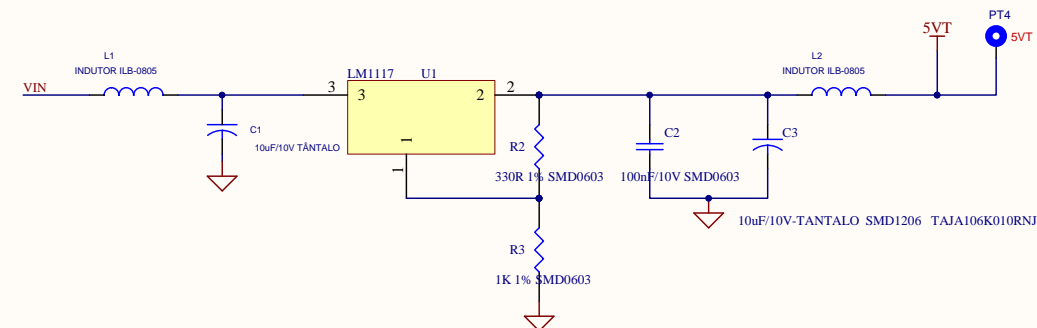 PT4
5VT
5VT
L1
INDUTOR ILB-0805
L2
INDUTOR ILB-0805
LM1117 U1
VIN
3
3
2
2
1
1
C1
10uF/10V TÂNTALO
R2
330R 1% SMD0603
C2
100nF/10V SMD0603
C3
10uF/10V-TANTALO SMD1206 TAJA106K010RNJ
R3
1K 1% SMD0603